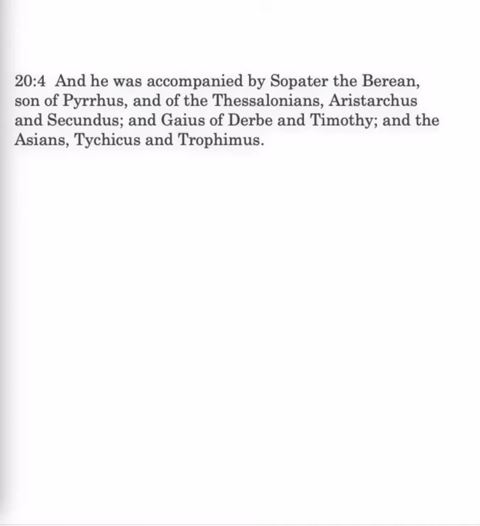 20:4 And he was accompanied by Sopater the Berean,
son of Pyrrhus, and of the Thessalonians, Aristarchus
and Secundus; and Gaius of Derbe and Timothy; and the
Asians, Tychicus and Trophimus.